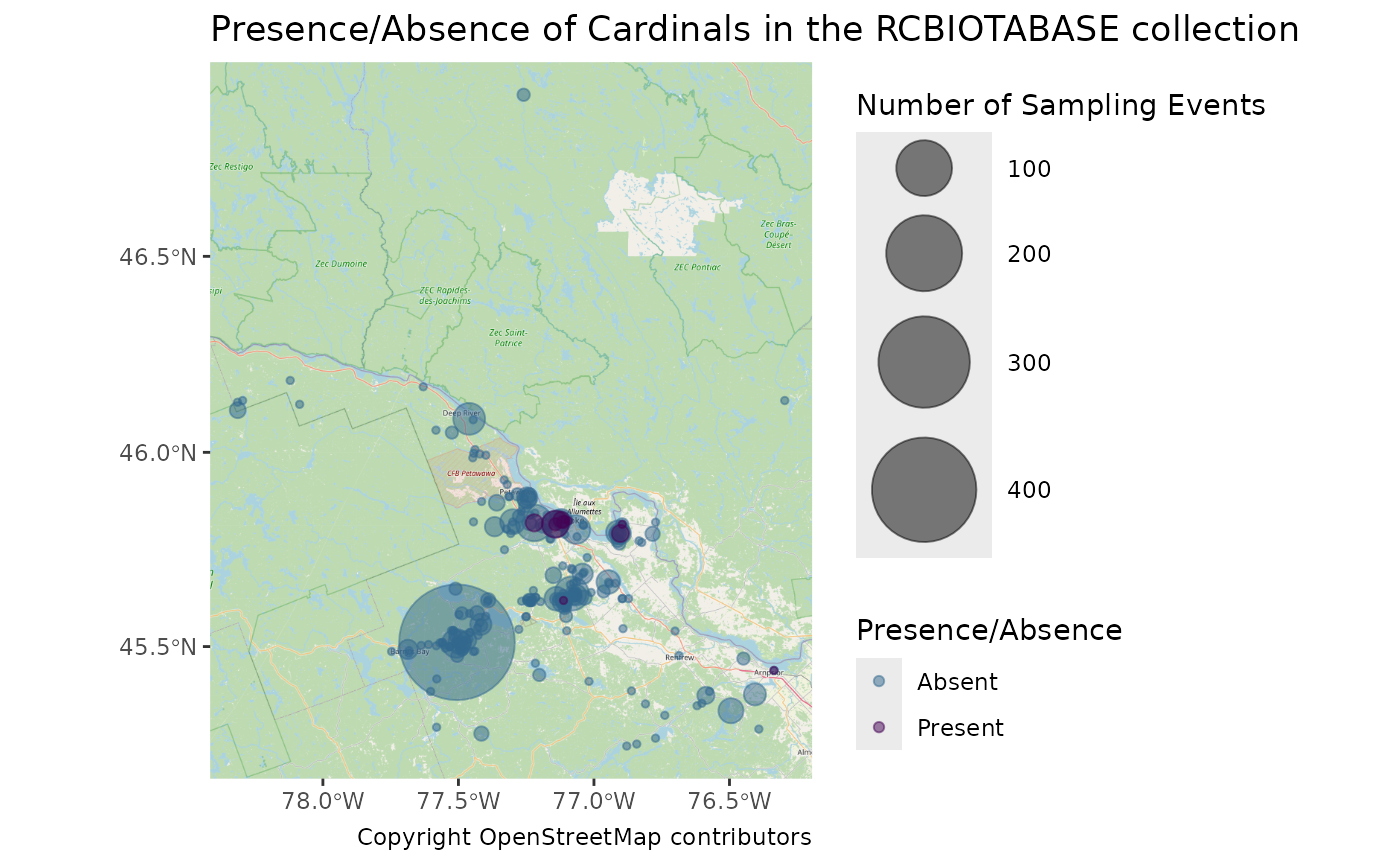 Presence/Absence of Cardinals in the RCBIOTABASE collection
Zec Restigo
Zec Bras-
Coupé-
Désert
Zec Dumoine
ZEC Pontiac
ZEC Rapides-
des-Joachims
Zec Saint-
Patrice
Deep River
CFB Petawawa
Île aux
Allumettes
Barry's Bay
Renfrew
Arnprior
46.5°N
46.0°N
45.5°N
78.0°W
77.5°W
77.0°W
76.5°W
Copyright OpenStreetMap contributors
Number of Sampling Events
100
200
300
400
Presence/Absence
Absent
Present